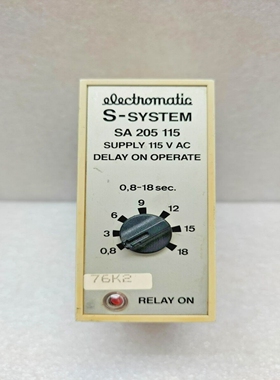 electromatic
S-SYSTEM
SA 205 115
SUPPLY 115 V AC
DELAY ON OPERATE
0,8-18 sec.
9
6 12
3 15
0,8 18
76K2
RELAY ON